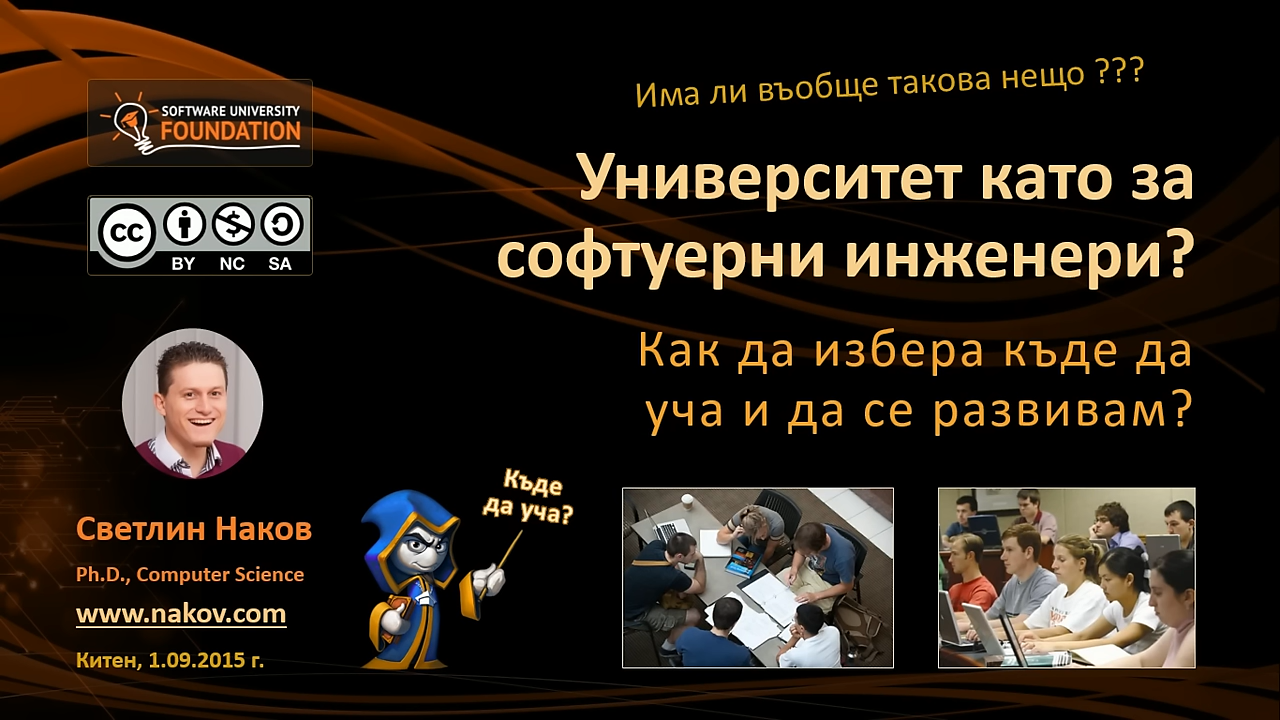 Има ли въобще такова нещо ???
SOFTWARE UNIVERSITY
FOUNDATION
Университет като за
софтуерни инженери?
cc
BY NC SA
Как да избера къде да
уча и да се развивам?
Къде
да уча?
Светлин Наков
Ph.D., Computer Science
www.nakov.com
Китен, 1.09.2015 г.